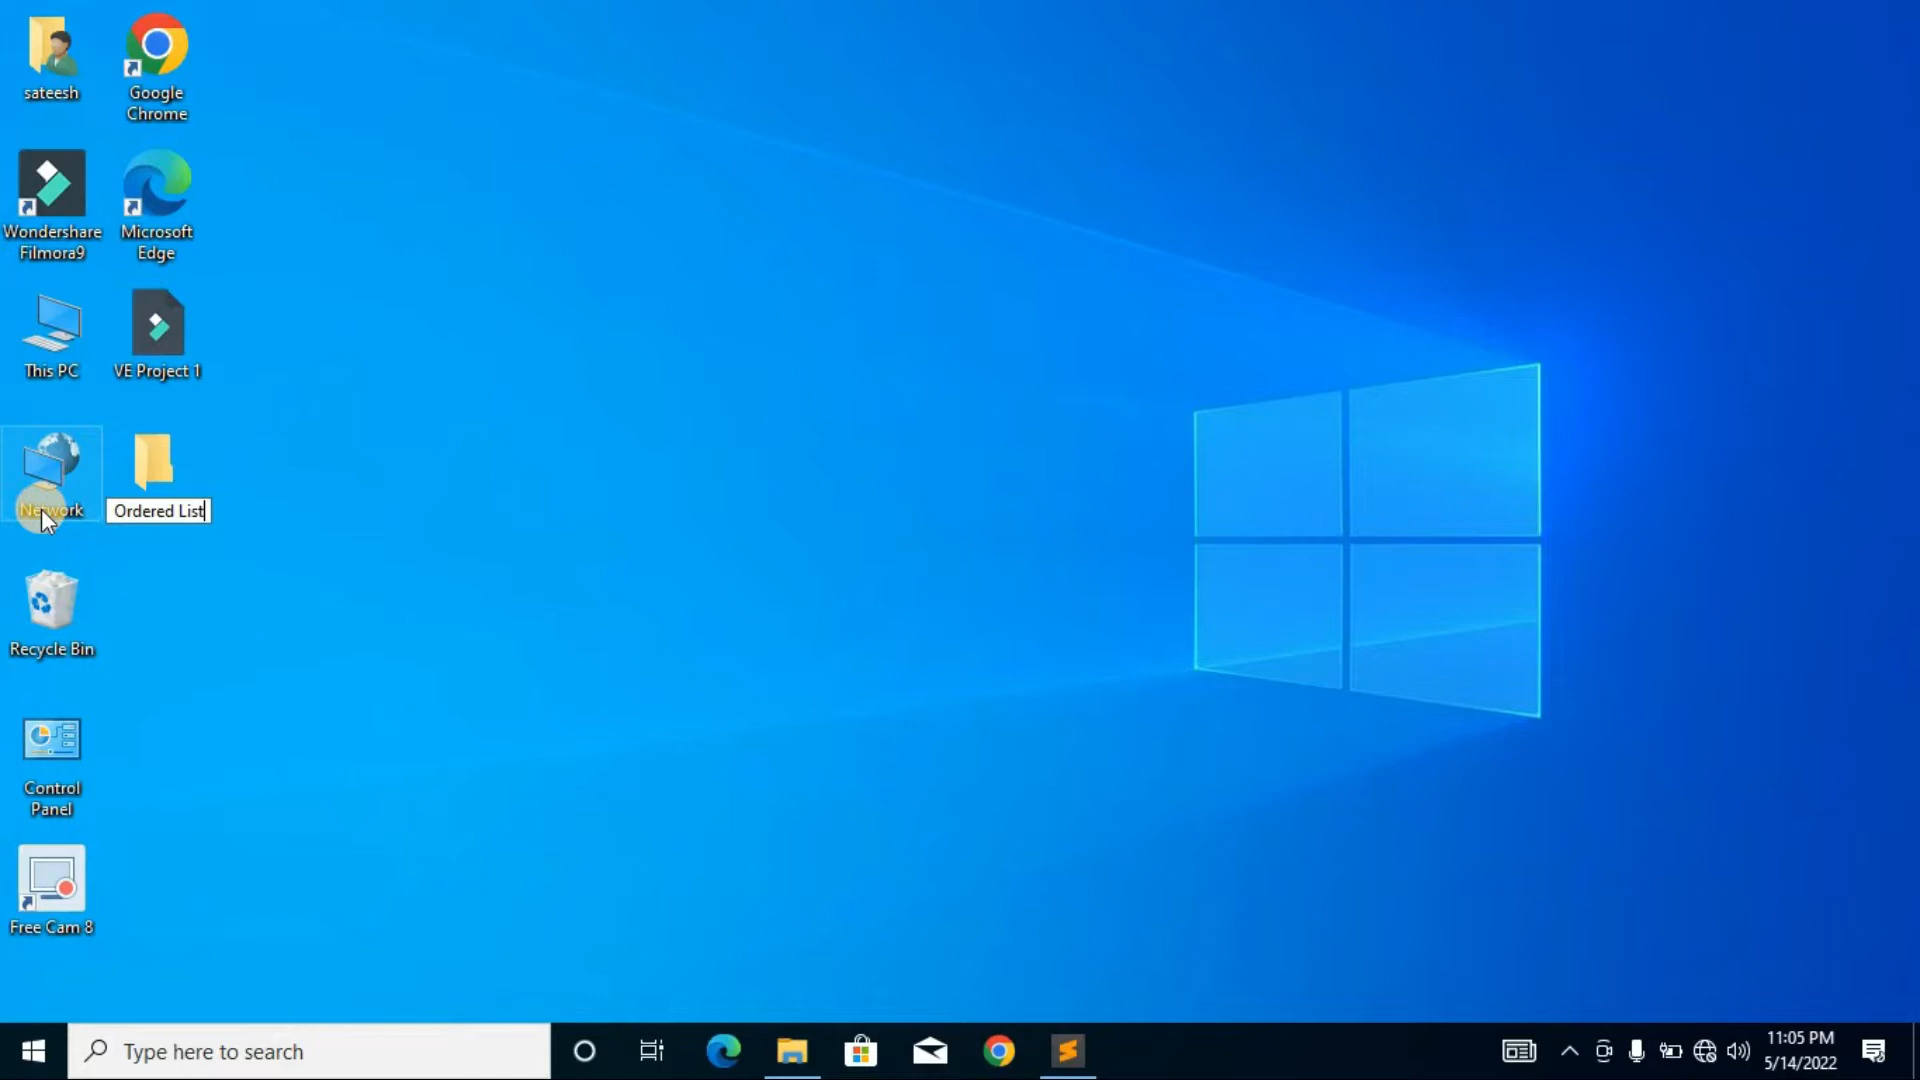 sateesh
Google
Chrome
Wondershare
Filmora9
Microsoft
Edge
This PC
VE Project 1
Network
Ordered List
Recycle Bin
Control
Panel
Free Cam 8
Type here to search
11:05 PM
5/14/2022